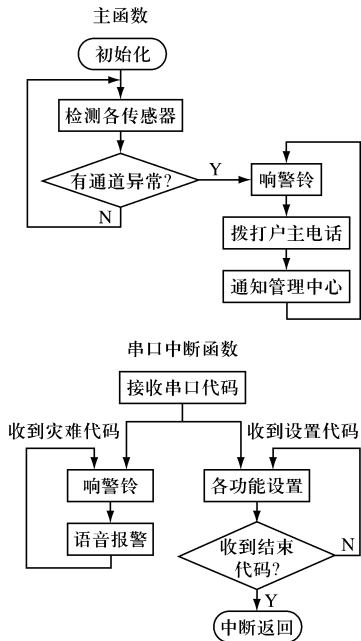 主函数
初始化
检测各传感器
有通道异常?
Y
N
响警铃
拨打户主电话
通知管理中心
串口中断函数
接收串口代码
收到灾难代码
收到设置代码
响警铃
各功能设置
语音报警
收到结束
代码?
N
Y
中断返回